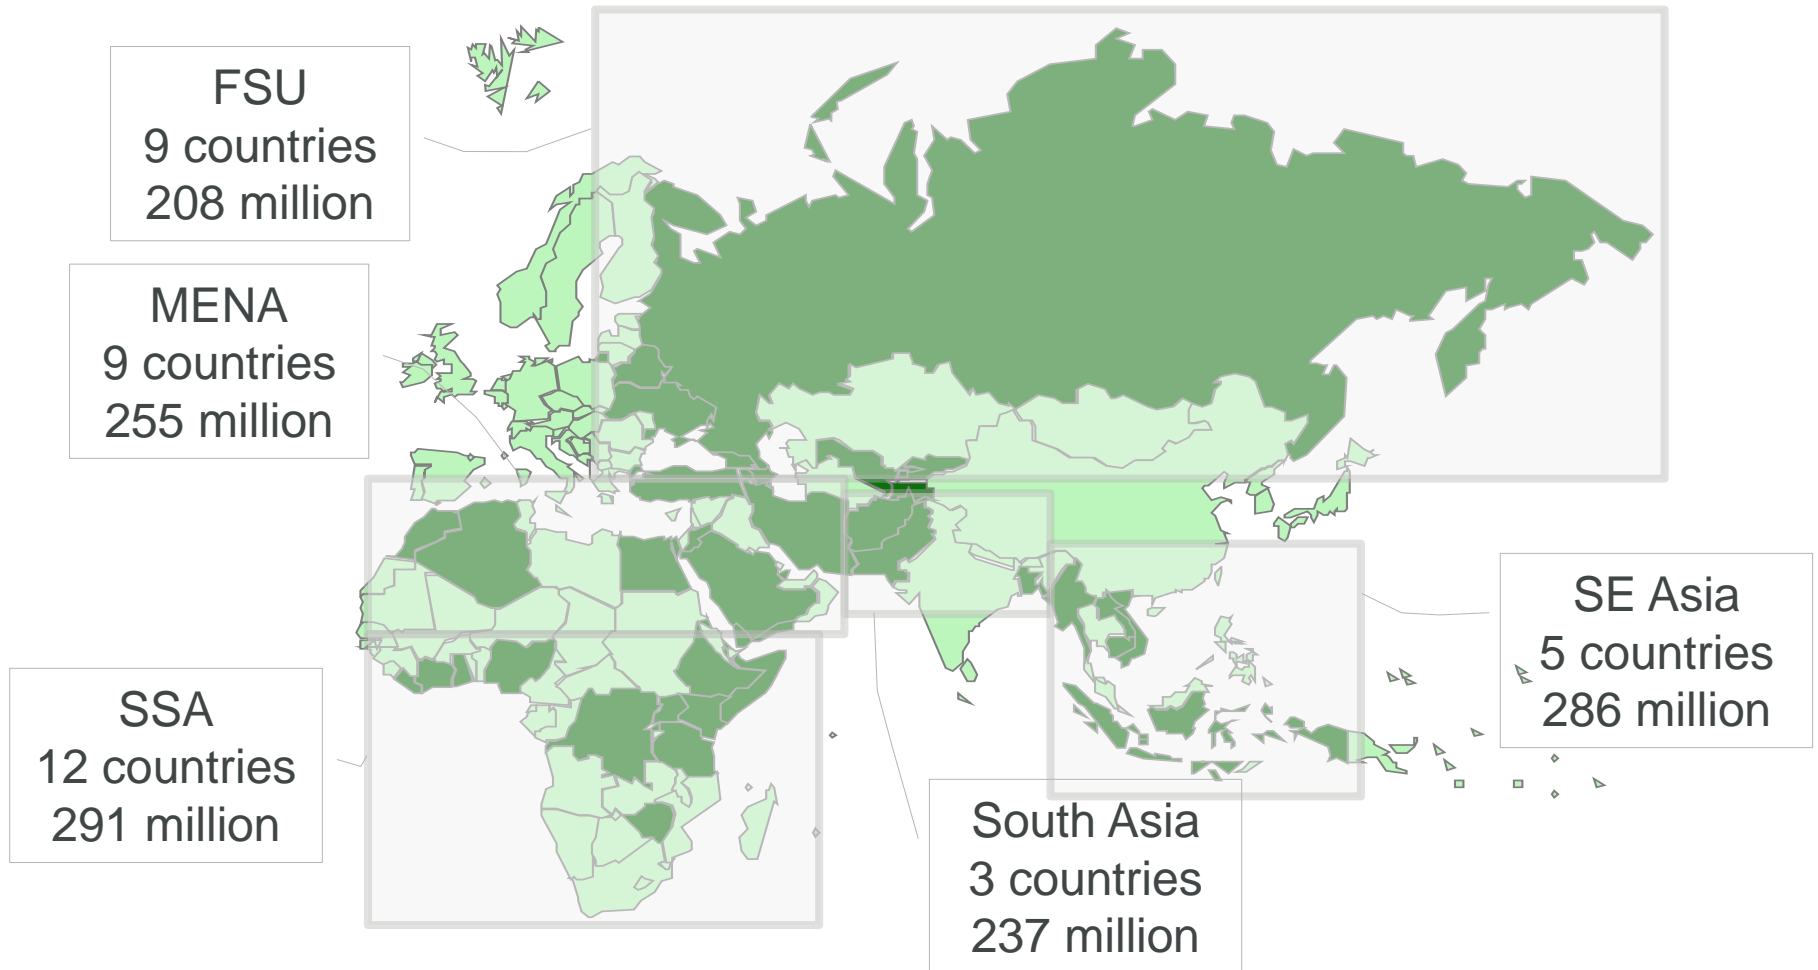 FSU
9 countries
208 million
MENA
9 countries
255 million
SSA
12 countries
291 million
South Asia
3 countries
237 million
SE Asia
5 countries
286 million